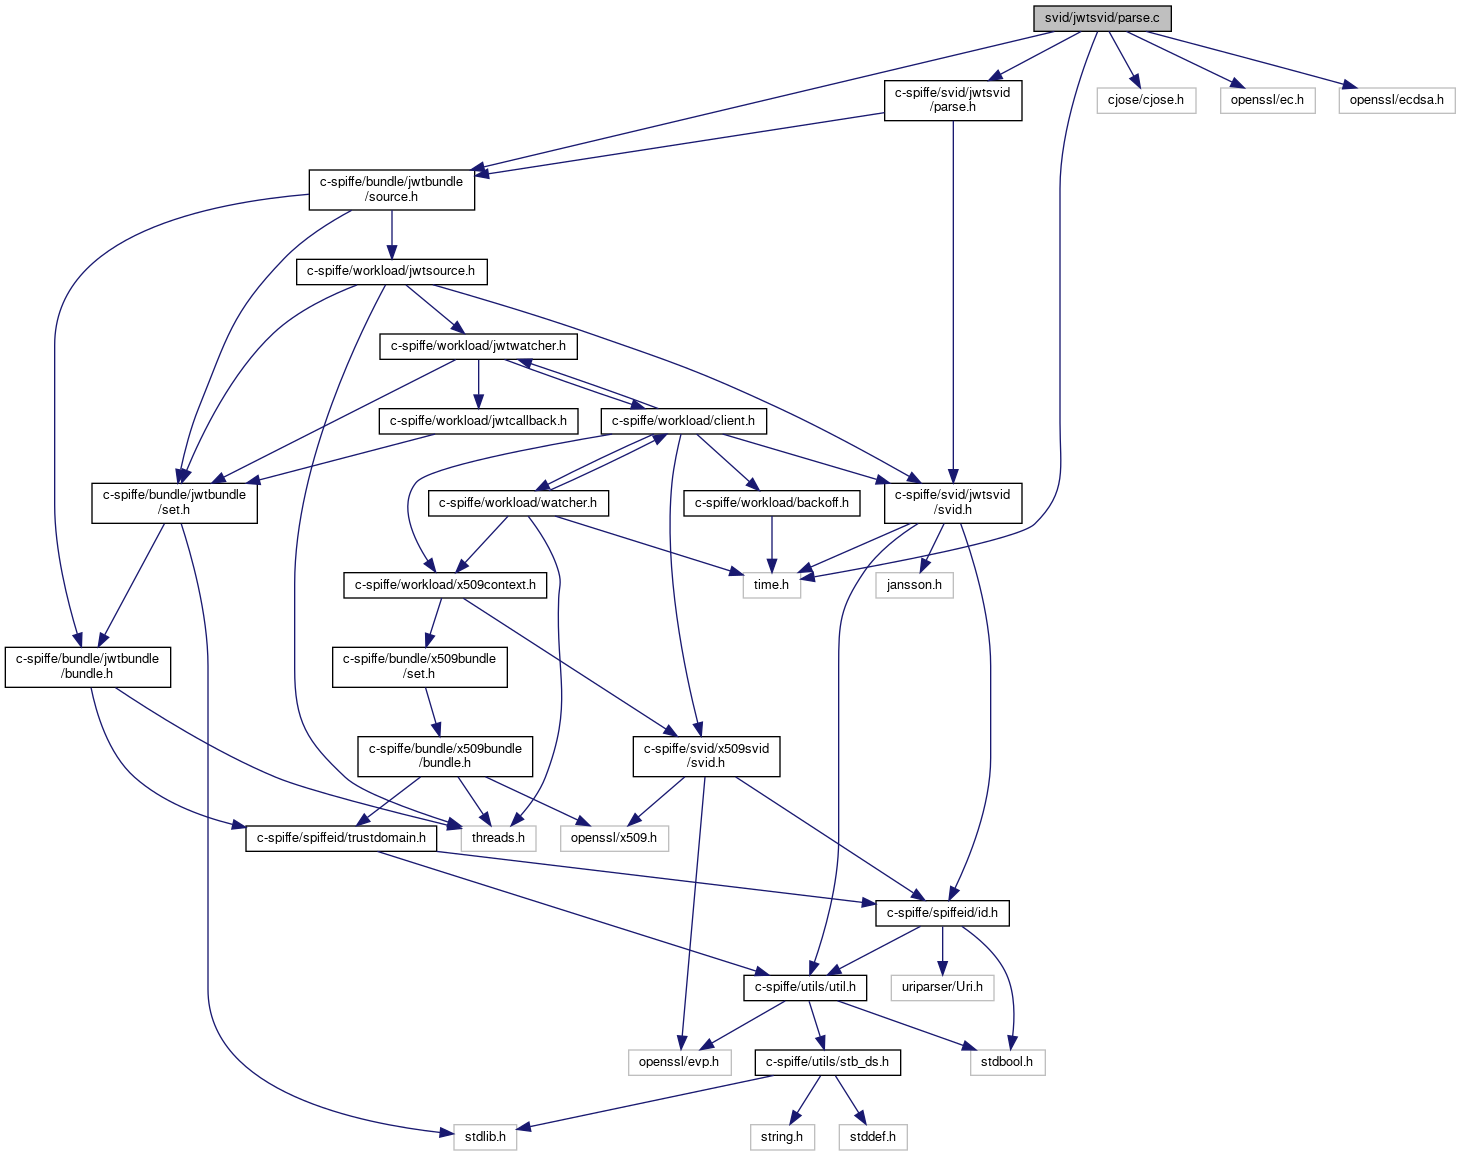 svid/jwtsvid/parse.c
c-spiffe/svid/jwtsvid
/parse.h
cjose/cjose.h
openssl/ec.h
openssl/ecdsa.h
c-spiffe/bundle/jwtbundle
/source.h
c-spiffe/workload/jwtsource.h
c-spiffe/workload/jwtwatcher.h
c-spiffe/workload/jwtcallback.h
c-spiffe/workload/client.h
c-spiffe/bundle/jwtbundle
/set.h
c-spiffe/workload/watcher.h
c-spiffe/workload/backoff.h
c-spiffe/svid/jwtsvid
/svid.h
c-spiffe/workload/x509context.h
time.h
jansson.h
c-spiffe/bundle/jwtbundle
/bundle.h
c-spiffe/bundle/x509bundle
/set.h
c-spiffe/bundle/x509bundle
/bundle.h
c-spiffe/svid/x509svid
/svid.h
c-spiffe/spiffeid/trustdomain.h
threads.h
openssl/x509.h
c-spiffe/spiffeid/id.h
c-spiffe/utils/util.h
uriparser/Uri.h
openssl/evp.h
c-spiffe/utils/stb_ds.h
stdbool.h
stdlib.h
string.h
stddef.h